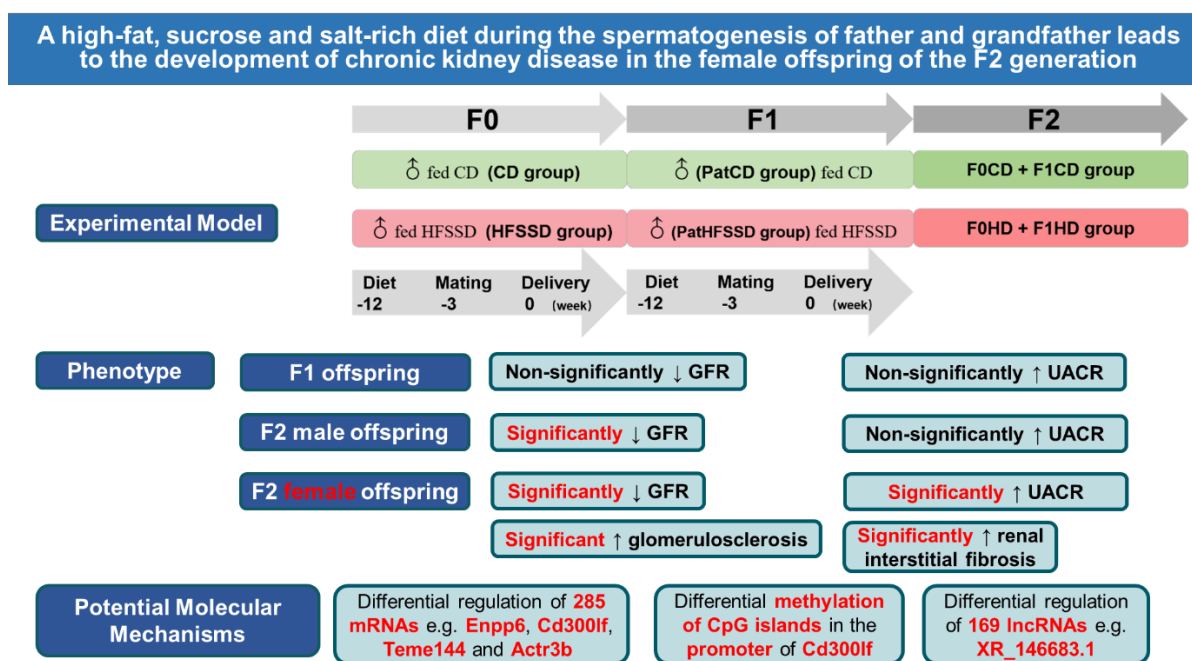 A high-fat, sucrose and salt-rich diet during the spermatogenesis of father and grandfather leads
to the development of chronic kidney disease in the female offspring of the F2 generation
F0 F1 F2
♂ fed CD (CD group) ♂ (PatCD group) fed CD F0CD + F1CD group
Experimental Model
♂ fed HFSSD (HFSSD group) ♂ (PatHFSSD group) fed HFSSD F0HD + F1HD group
Diet Mating Delivery Diet Mating Delivery
-12 -3 0 (week) -12 -3 0 (week)
Phenotype F1 offspring Non-significantly ↓ GFR Non-significantly ↑ UACR
F2 male offspring Significantly ↓ GFR Non-significantly ↑ UACR
F2 female offspring Significantly ↓ GFR Significantly ↑ UACR
Significant ↑ glomerulosclerosis
Significantly ↑ renal
interstitial fibrosis
Potential Molecular
Mechanisms
Differential regulation of 285
mRNAs e.g. Enpp6, Cd300lf,
Teme144 and Actr3b
Differential methylation
of CpG islands in the
promoter of Cd300lf
Differential regulation
of 169 lncRNAs e.g.
XR_146683.1